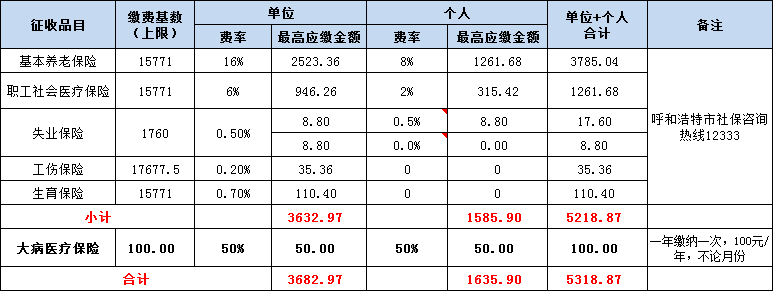 征收品目 缴费基数（上限） 单位 个人 单位+个人合计 备注
费率 最高应缴金额 费率 最高应缴金额
基本养老保险 15771 16% 2523.36 8% 1261.68 3785.04
职工社会医疗保险 15771 6% 946.26 2% 315.42 1261.68
失业保险 1760 0.50% 8.80 0.5% 8.80 17.60
8.80 0.0% 0.00 8.80
工伤保险 17677.5 0.20% 35.36 0 0 35.36
生育保险 15771 0.70% 110.40 0 0 110.40
呼和浩特市社保咨询
热线12333
小计 3632.97 1585.90 5218.87
大病医疗保险 100.00 50% 50.00 50% 50.00 100.00
一年缴纳一次，100元/
年，不论月份
合计 3682.97 1635.90 5318.87